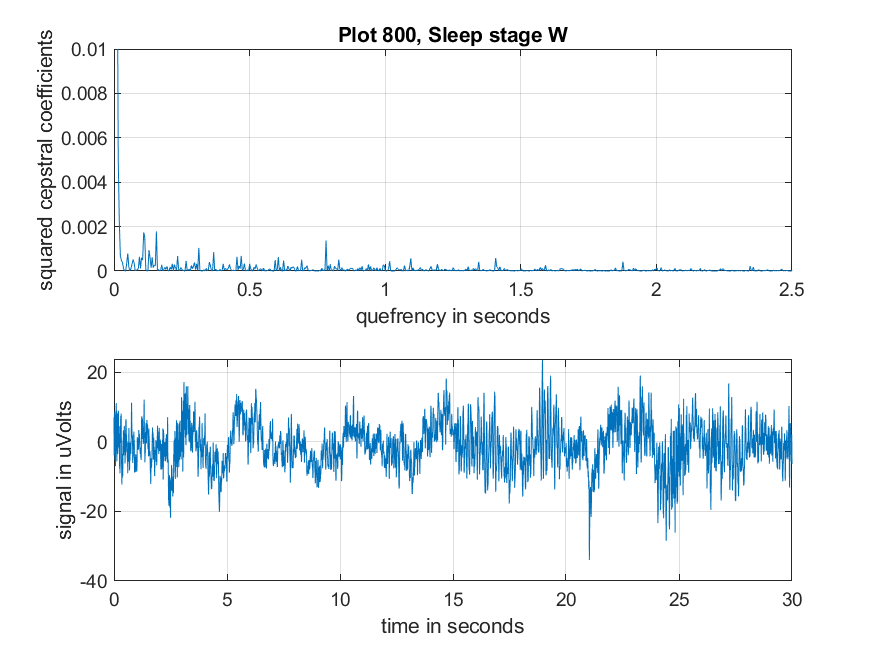 Plot 800, Sleep stage W
squared cepstral coefficients
0.01
0.008
0.006
0.004
0.002
0
0 0.5 1 1.5 2 2.5
quefrency in seconds
signal in uVolts
20
0
-20
-40
0 5 10 15 20 25 30
time in seconds